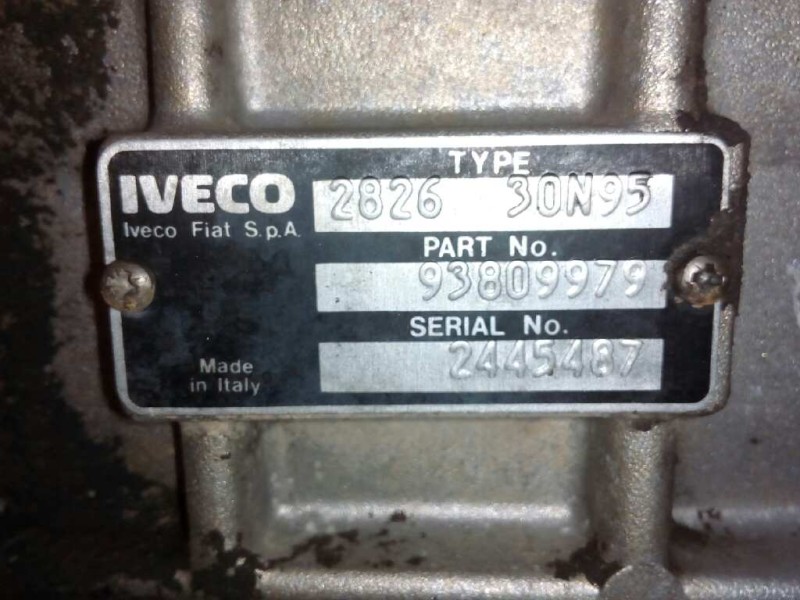 TYPE
IVECO 2826 30N95
Iveco Fiat S.p.A.
PART No.
93809979
SERIAL No.
2445487
Made
in Italy